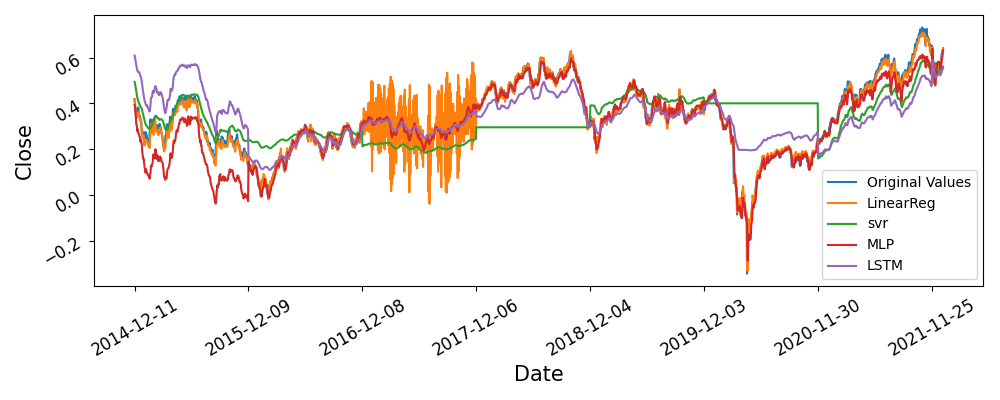 Close
0.6
0.4
0.2
0.0
−0.2
Original Values
LinearReg
svr
MLP
LSTM
2014-12-11
2015-12-09
2016-12-08
2017-12-06
2018-12-04
2019-12-03
2020-11-30
2021-11-25
Date